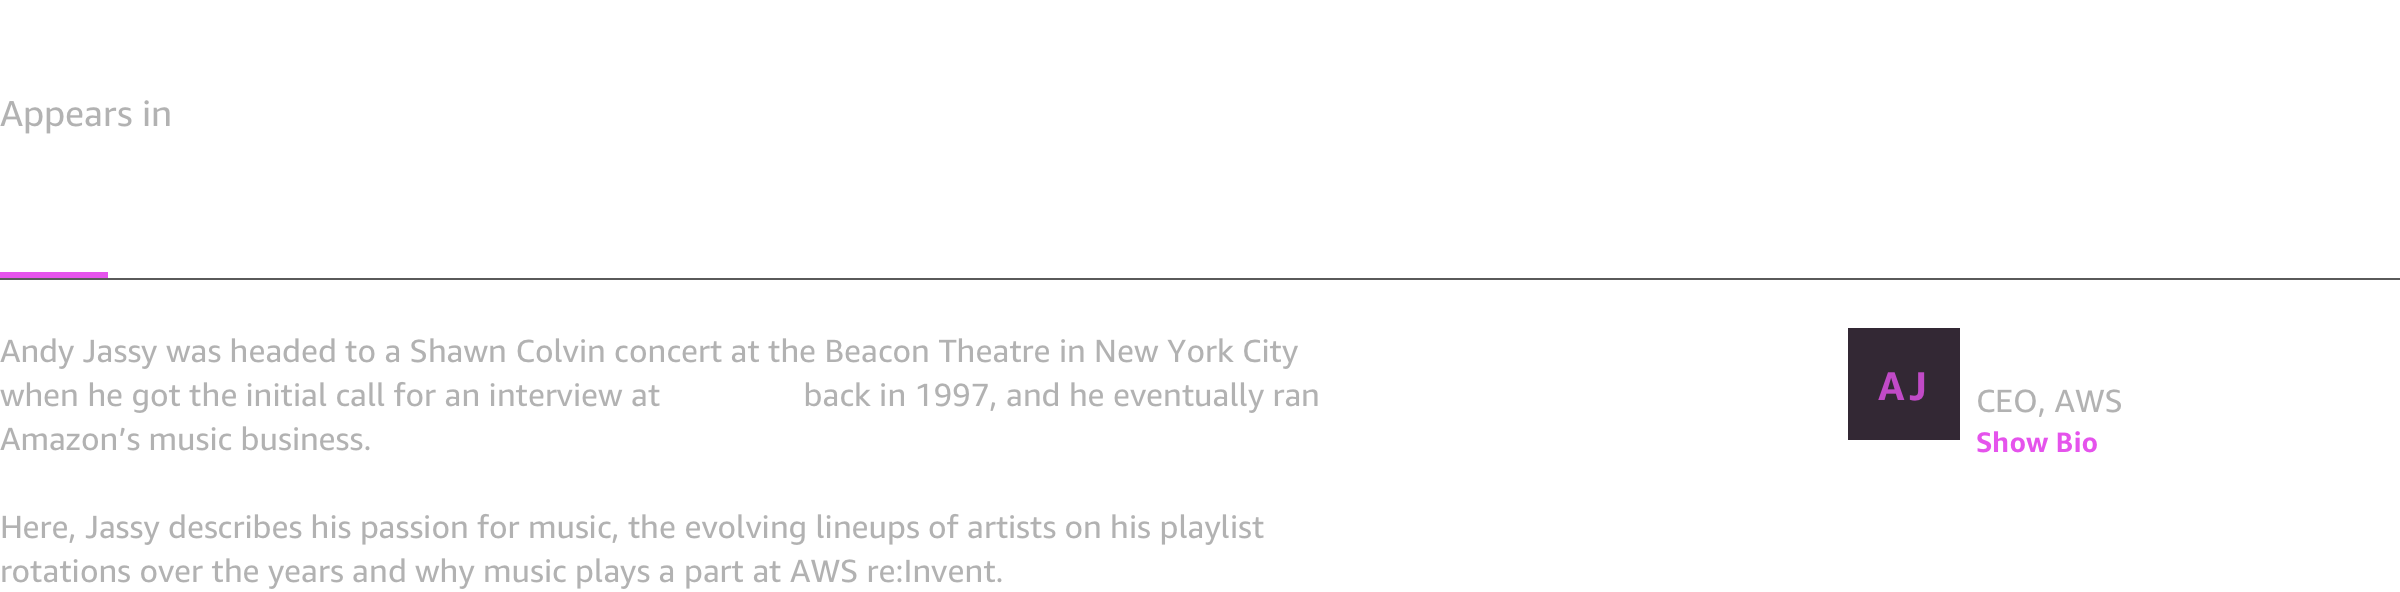 Appears in
Andy Jassy was headed to a Shawn Colvin concert at the Beacon Theatre in New York City
when he got the initial call for an interview at back in 1997, and he eventually ran
Amazon’s music business.
Here, Jassy describes his passion for music, the evolving lineups of artists on his playlist
rotations over the years and why music plays a part at AWS re:Invent.
AJ
CEO, AWS
Show Bio